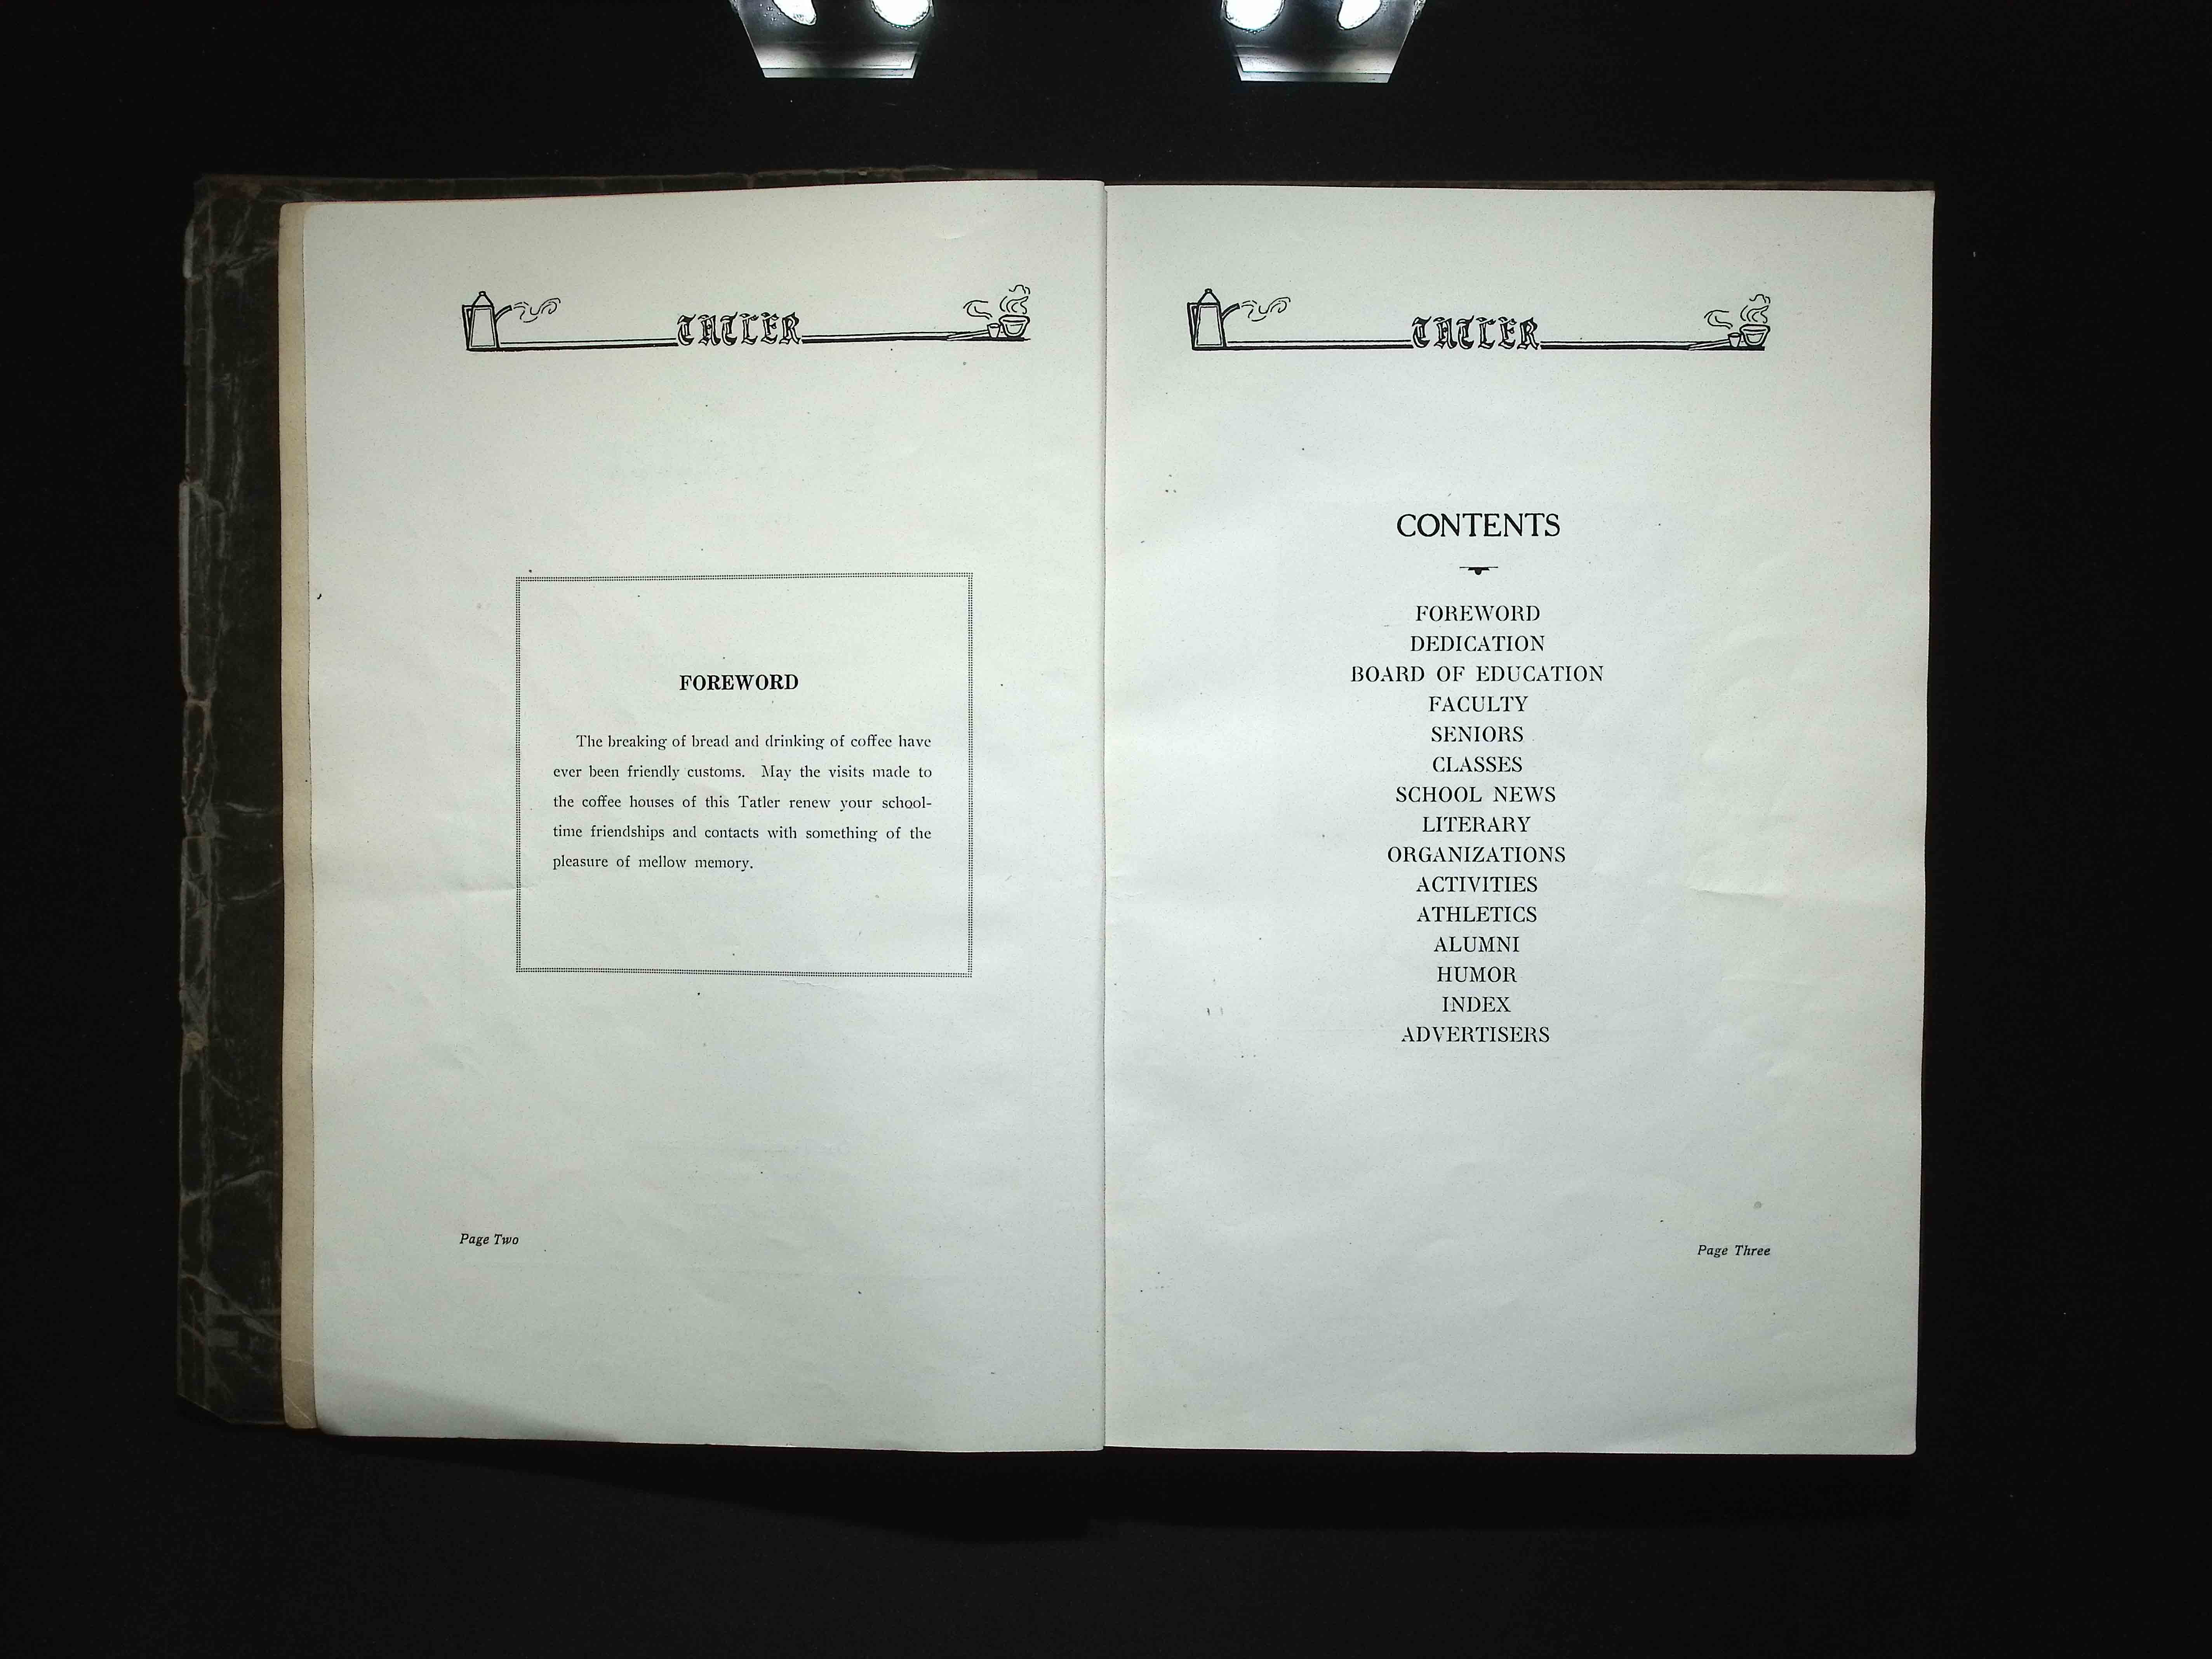 TATLER
FOREWORD
The breaking of bread and drinking of coffee have
ever been friendly customs. May the visits made to
the coffee houses of this Tatler renew your school-
time friendships and contacts with something of the
pleasure of mellow memory.
Page Two
TATLER
CONTENTS
FOREWORD
DEDICATION
BOARD OF EDUCATION
FACULTY
SENIORS
CLASSES
SCHOOL NEWS
LITERARY
ORGANIZATIONS
ACTIVITIES
ATHLETICS
ALUMNI
HUMOR
INDEX
ADVERTISERS
Page Three